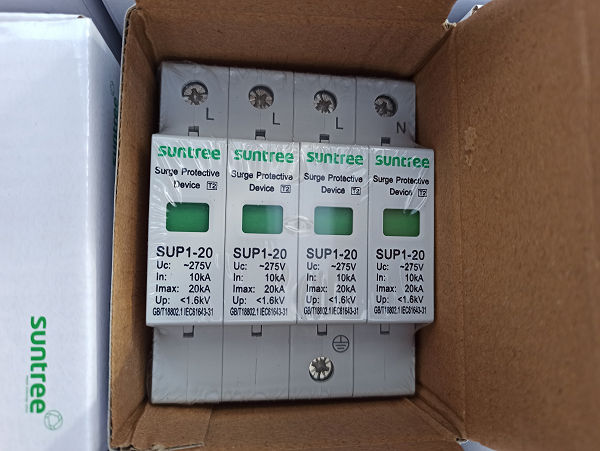 L
L
L
N
suntree
Surge Protective
Device T2
SUP1-20
Uc: ~275V
In: 10kA
Imax: 20kA
Up: <1.6kV
GB/T18802.1 IEC61643-31
suntree
Surge Protective
Device T2
SUP1-20
Uc: ~275V
In: 10kA
Imax: 20kA
Up: <1.6kV
GB/T18802.1 IEC61643-31
suntree
Surge Protective
Device T2
SUP1-20
Uc: ~275V
In: 10kA
Imax: 20kA
Up: <1.6kV
GB/T18802.1 IEC61643-31
suntree
Surge Protective
Device T2
SUP1-20
Uc: ~275V
In: 10kA
Imax: 20kA
Up: <1.6kV
GB/T18802.1 IEC61643-31
suntree